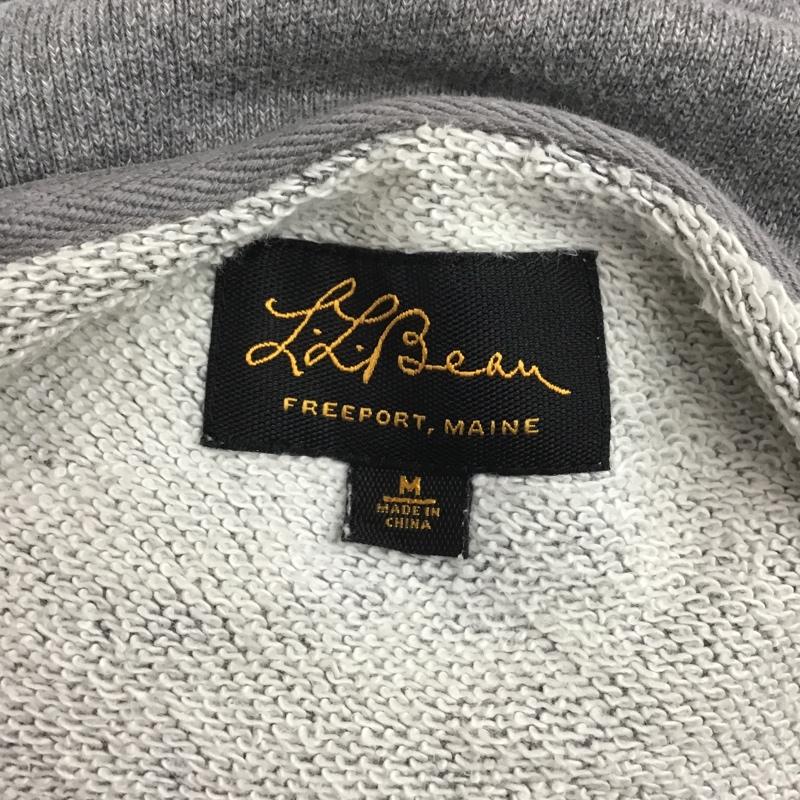 L.L.Bean
FREEPORT, MAINE
M
MADE IN
CHINA